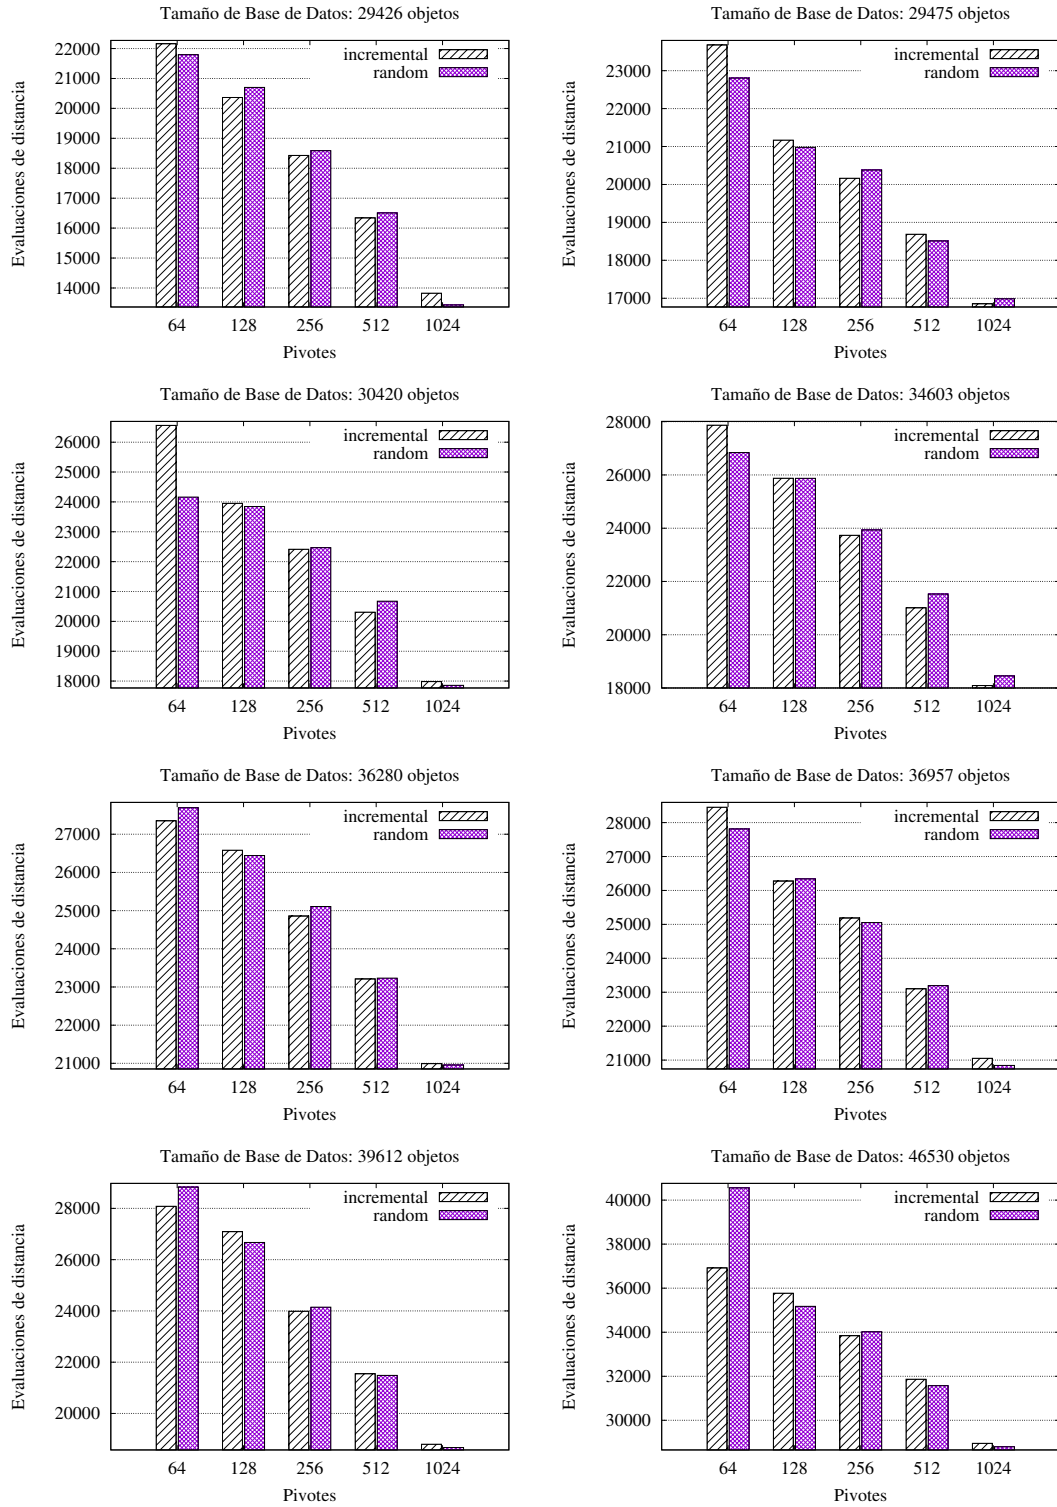 Tamaño de Base de Datos: 29426 objetos
Evaluaciones de distancia
22000
21000
20000
19000
18000
17000
16000
15000
14000
incremental
random
64 128 256 512 1024
Pivotes
Tamaño de Base de Datos: 29475 objetos
Evaluaciones de distancia
23000
22000
21000
20000
19000
18000
17000
incremental
random
64 128 256 512 1024
Pivotes
Tamaño de Base de Datos: 30420 objetos
Evaluaciones de distancia
26000
25000
24000
23000
22000
21000
20000
19000
18000
incremental
random
64 128 256 512 1024
Pivotes
Tamaño de Base de Datos: 34603 objetos
Evaluaciones de distancia
28000
26000
24000
22000
20000
18000
incremental
random
64 128 256 512 1024
Pivotes
Tamaño de Base de Datos: 36280 objetos
Evaluaciones de distancia
27000
26000
25000
24000
23000
22000
21000
incremental
random
64 128 256 512 1024
Pivotes
Tamaño de Base de Datos: 36957 objetos
Evaluaciones de distancia
28000
27000
26000
25000
24000
23000
22000
21000
incremental
random
64 128 256 512 1024
Pivotes
Tamaño de Base de Datos: 39612 objetos
Evaluaciones de distancia
28000
26000
24000
22000
20000
incremental
random
64 128 256 512 1024
Pivotes
Tamaño de Base de Datos: 46530 objetos
Evaluaciones de distancia
40000
38000
36000
34000
32000
30000
incremental
random
64 128 256 512 1024
Pivotes